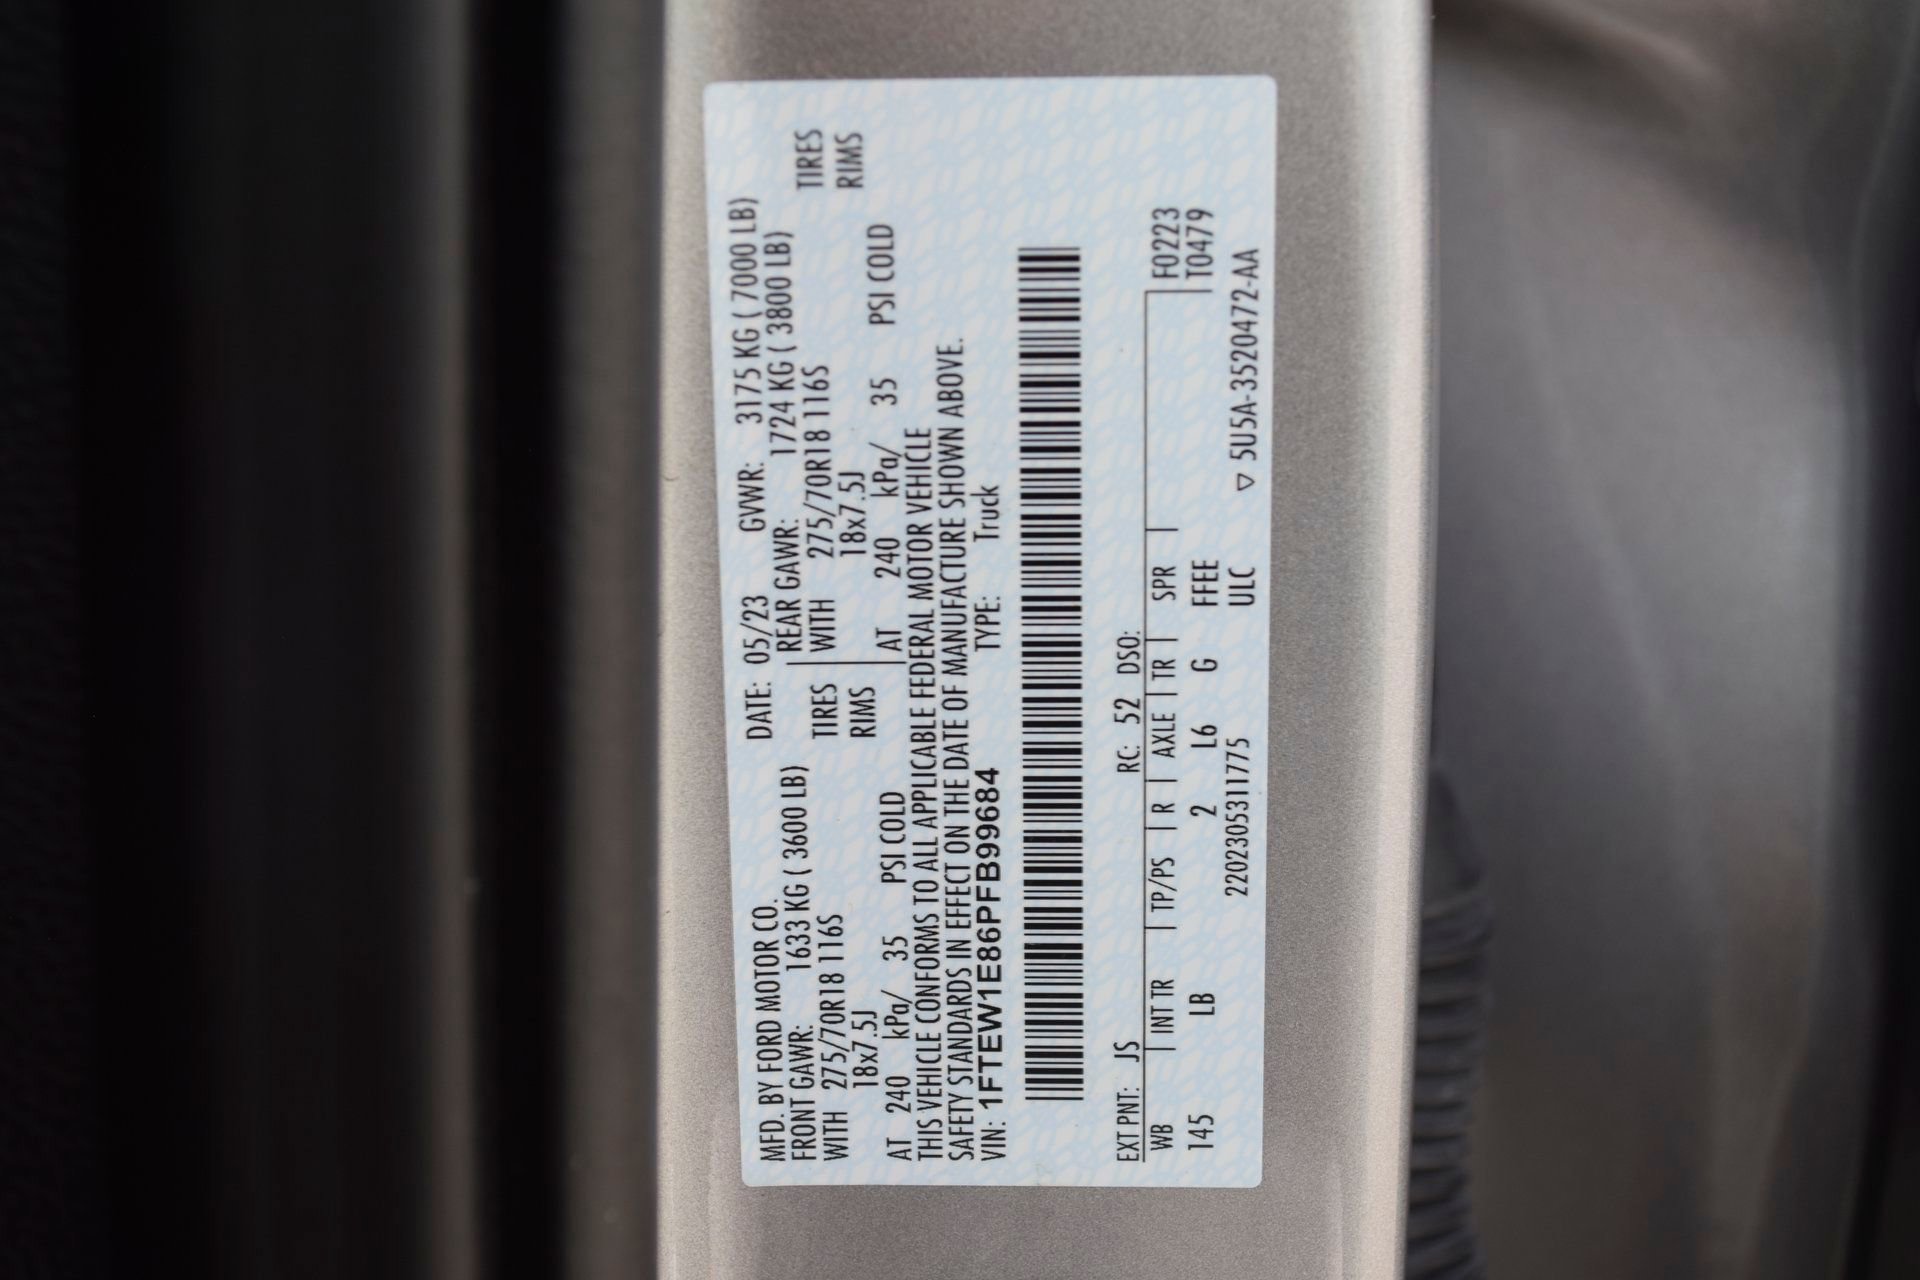 MFD. BY FORD MOTOR CO. DATE: 05/23 GVWR: 3175 KG ( 7000 LB)
FRONT GAWR: 1633 KG ( 3600 LB) REAR GAWR: 1724 KG ( 3800 LB)
WITH 275/70R18 116S TIRES WITH 275/70R18 116S TIRES
18x7.5J RIMS 18x7.5J RIMS
AT 240 kPa/ 35 PSI COLD AT 240 kPa/ 35 PSI COLD
THIS VEHICLE CONFORMS TO ALL APPLICABLE FEDERAL MOTOR VEHICLE
SAFETY STANDARDS IN EFFECT ON THE DATE OF MANUFACTURE SHOWN ABOVE.
VIN: 1FTEW1E86PFB99684 TYPE: Truck
EXT PNT: JS RC: 52 DSO:
WB | INT TR | TP/PS | R | AXLE | TR | SPR | F0223
145 LB 2 L6 G FFEE T0479
2202305311775 ULC ▽ 5U5A-3520472-AA